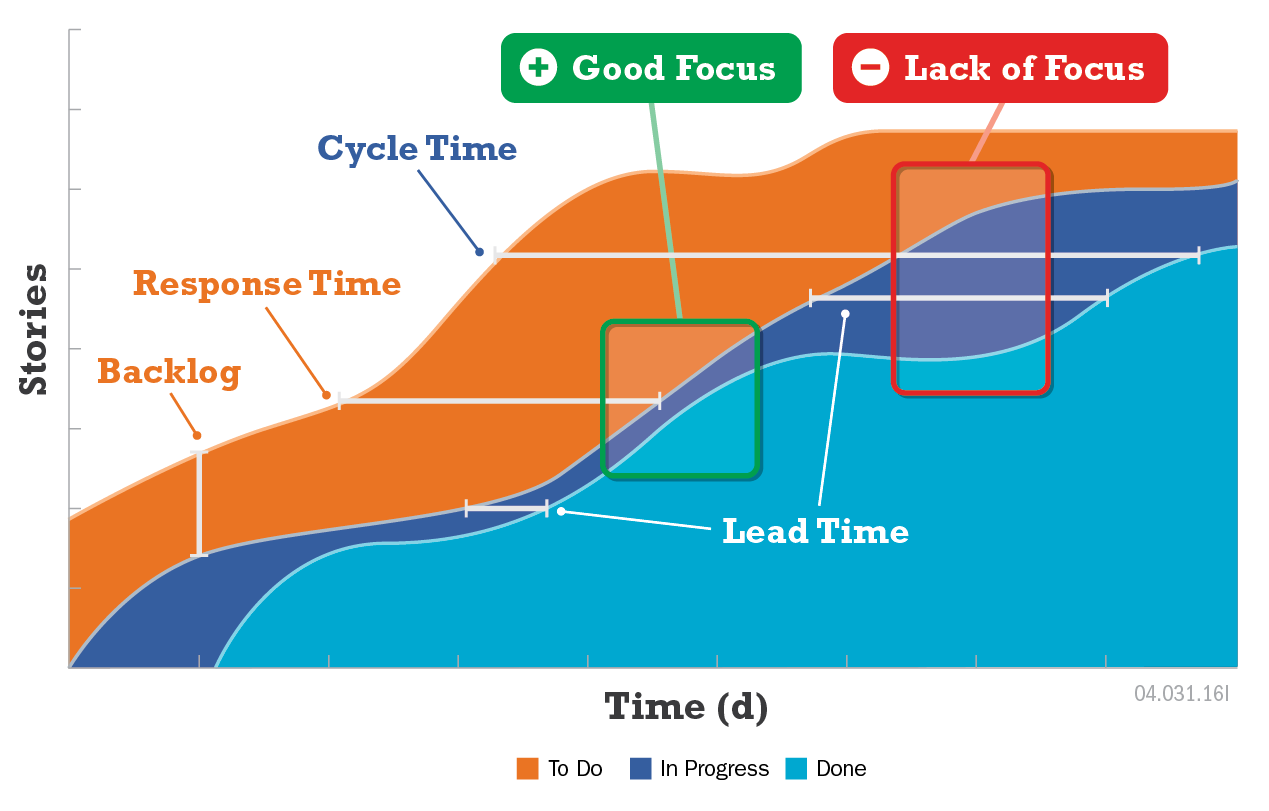 Good Focus
Lack of Focus
Cycle Time
Response Time
Backlog
Stories
Lead Time
Time (d)
04.031.16l
To Do
In Progress
Done